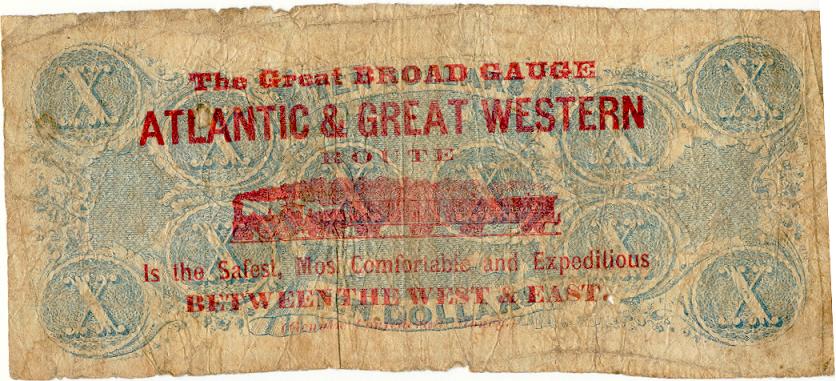 X X
The Great BROAD GAUGE
ATLANTIC & GREAT WESTERN
X X
ROUTE
X X
X X
Is the Safest, Most Comfortable and Expeditious
BETWEEN THE WEST & EAST.
X X
DOLLARS